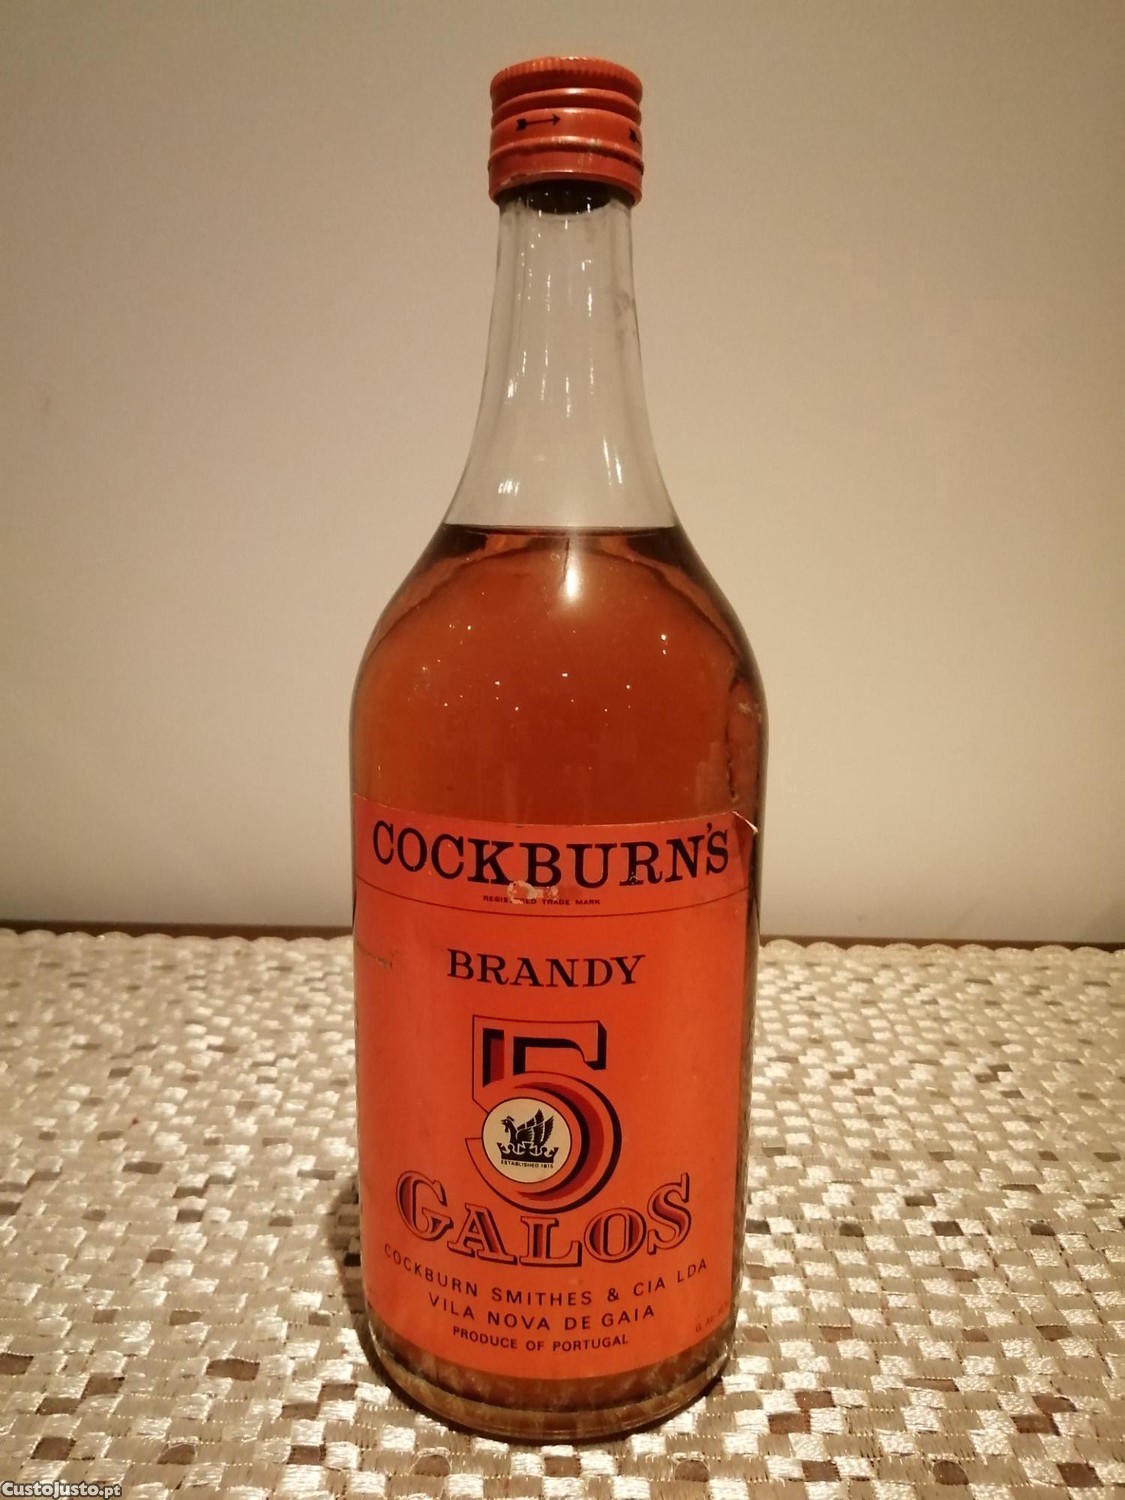 COCKBURN'S
REGISTERED TRADE MARK
BRANDY
5
ESTABLISHED 1815
GALOS
COCKBURN SMITHES & CIA LDA
VILA NOVA DE GAIA
PRODUCE OF PORTUGAL
CustoJusto.pt